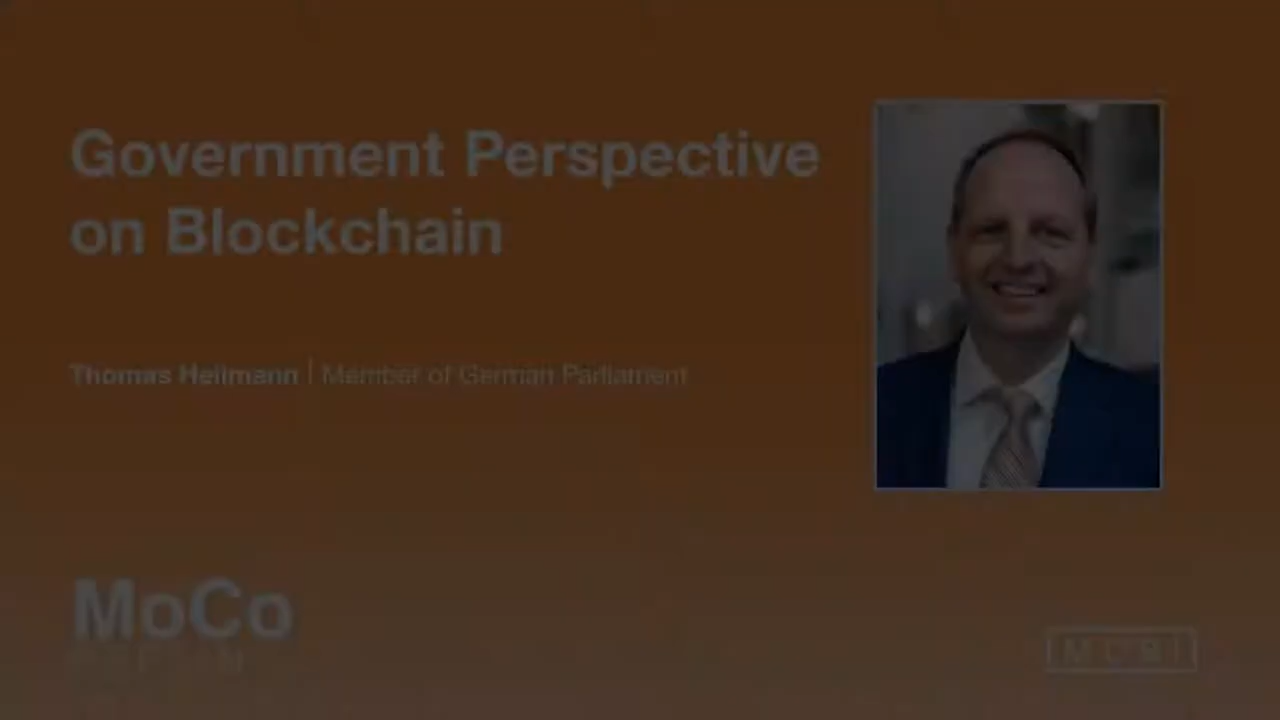 Government Perspective
on Blockchain
Thomas Heilmann | Member of German Parliament
MoCo